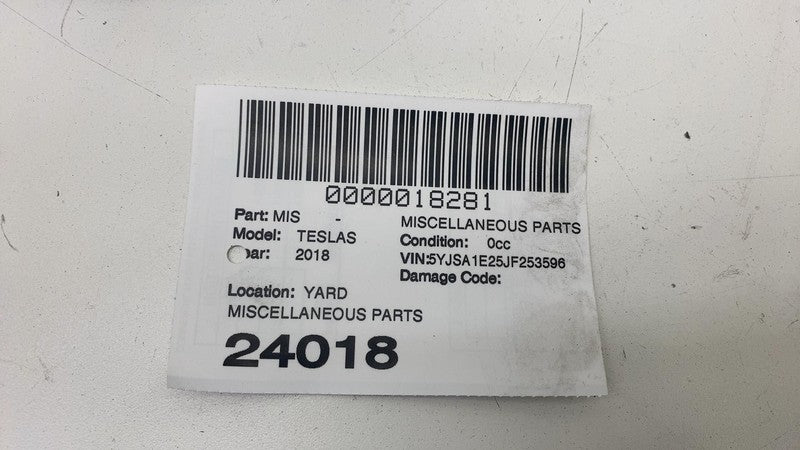 0000018281
Part: MIS - MISCELLANEOUS PARTS
Model: TESLAS Condition: 0cc
ar: 2018 VIN:5YJSA1E25JF253596
Damage Code:
Location: YARD
MISCELLANEOUS PARTS
24018